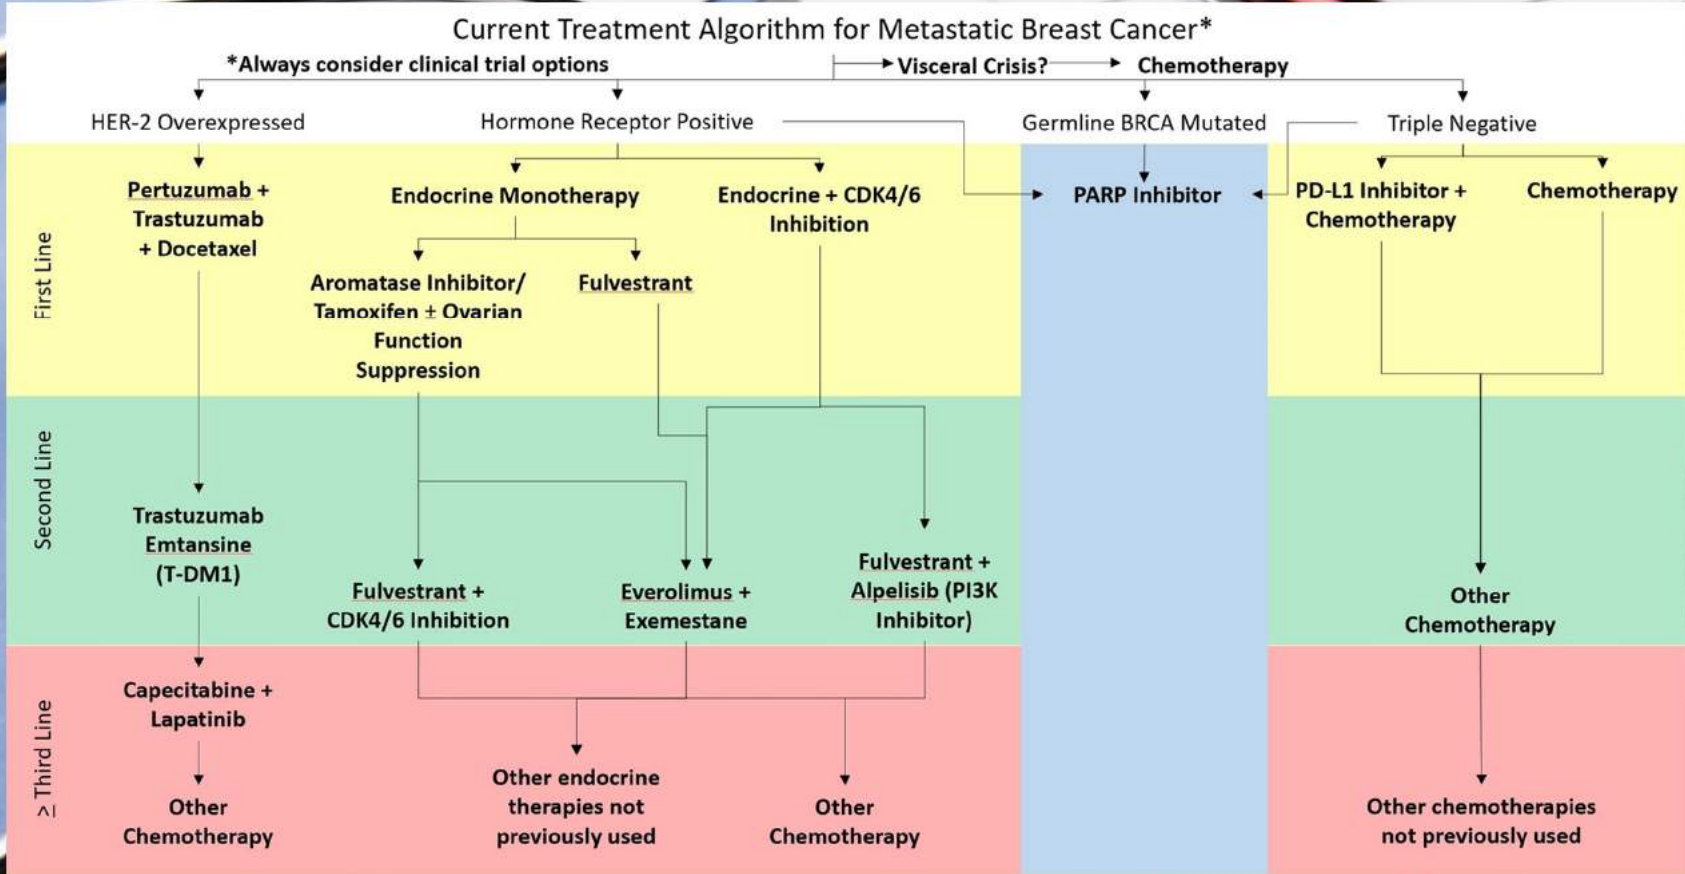 Current Treatment Algorithm for Metastatic Breast Cancer*
*Always consider clinical trial options
Visceral Crisis?
Chemotherapy
HER-2 Overexpressed
Hormone Receptor Positive
Germline BRCA Mutated
Triple Negative
First Line
Pertuzumab +
Trastuzumab
+ Docetaxel
Endocrine Monotherapy
Endocrine + CDK4/6
Inhibition
PARP Inhibitor
PD-L1 Inhibitor +
Chemotherapy
Chemotherapy
Aromatase Inhibitor/
Tamoxifen ± Ovarian
Function
Suppression
Fulvestrant
Second Line
Trastuzumab
Emtansine
(T-DM1)
Fulvestrant +
CDK4/6 Inhibition
Everolimus +
Exemestane
Fulvestrant +
Alpelisib (PI3K
Inhibitor)
Other
Chemotherapy
≥ Third Line
Capecitabine +
Lapatinib
Other
Chemotherapy
Other endocrine
therapies not
previously used
Other
Chemotherapy
Other chemotherapies
not previously used